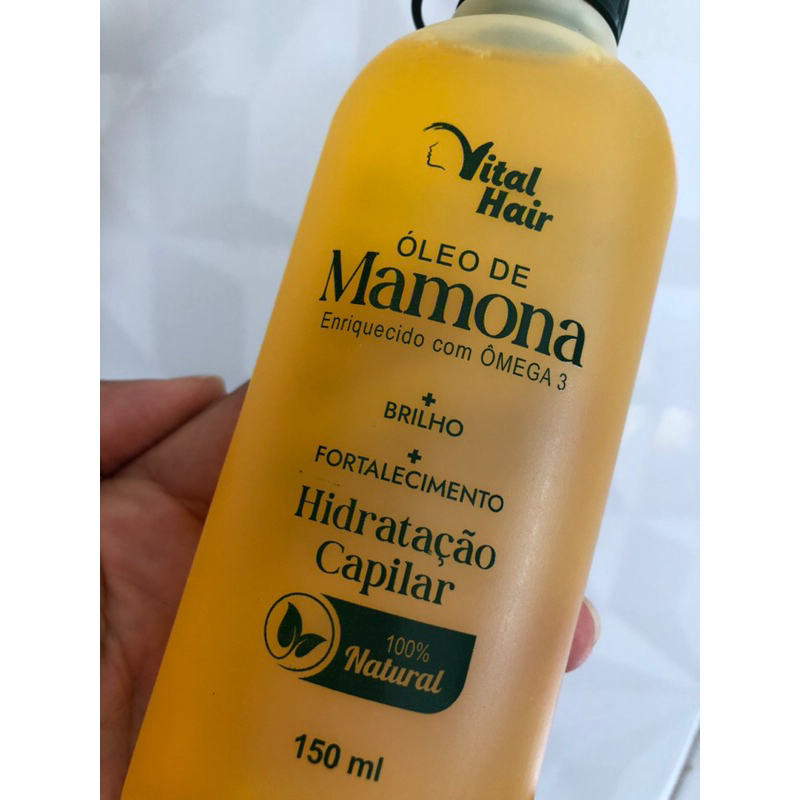 Vital
Hair
ÓLEO DE
Mamona
Enriquecido com ÔMEGA 3
+
BRILHO
+
FORTALECIMENTO
Hidratação
Capilar
100%
Natural
150 ml